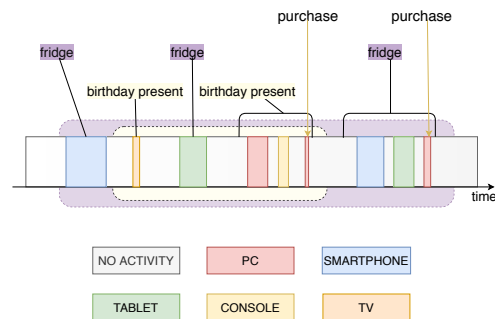 purchase
purchase
fridge
fridge
fridge
birthday present
birthday present
time
NO ACTIVITY
PC
SMARTPHONE
TABLET
CONSOLE
TV